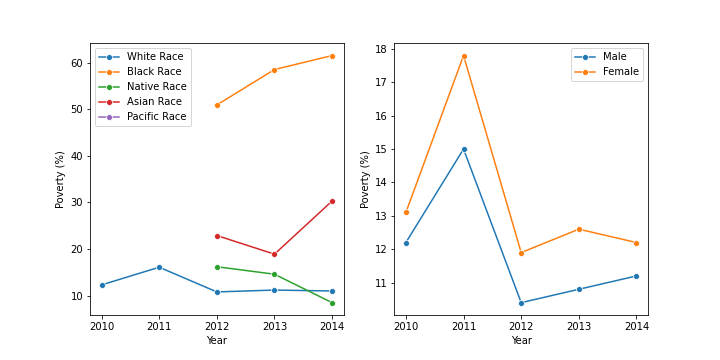 White Race
Black Race
Native Race
Asian Race
Pacific Race
60
50
40
30
20
10
Poverty (%)
2010 2011 2012 2013 2014
Year
Male
Female
18
17
16
15
14
13
12
11
Poverty (%)
2010 2011 2012 2013 2014
Year